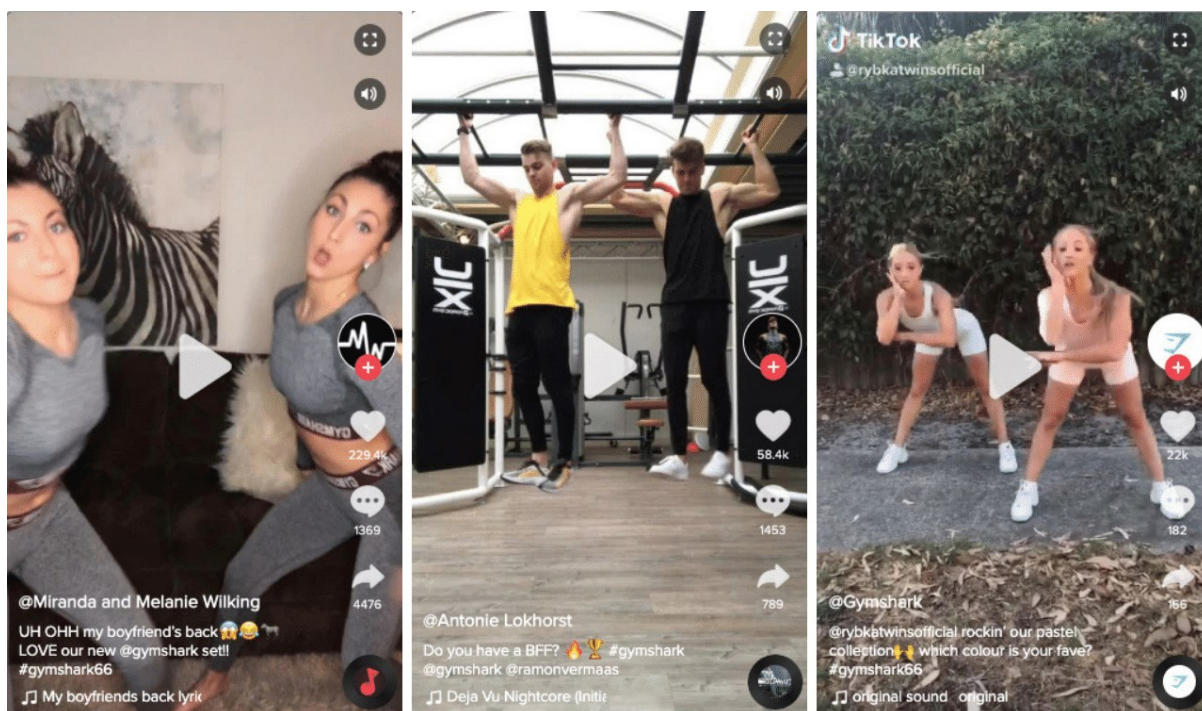 229.4k
1369
4476
@Miranda and Melanie Wilking
UH OHH my boyfriend's back😱😂🐎
LOVE our new @gymshark set!!
#gymshark66
My boyfriends back lyric
GYMSHARK
58.4k
1453
789
@Antonie Lokhorst
Do you have a BFF? 🔥🏆 #gymshark
@gymshark @ramonvermaas
Deja Vu Nightcore (Initia
TikTok
@rybkatwinsofficial
22k
182
166
@Gymshark
@rybkatwinsofficial rockin' our pastel
collection🙌 which colour is your fave?
#gymshark66
original sound original